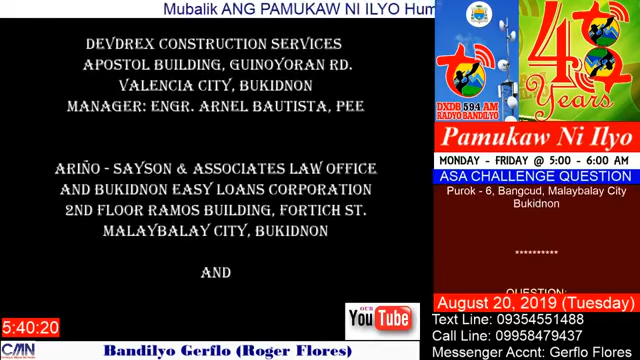 Mubalik ANG PAMUKAW NI ILYO Hum
DEVDREX CONSTRUCTION SERVICES
APOSTOL BUILDING, GUINOYORAN RD.
VALENCIA CITY, BUKIDNON
MANAGER: ENGR. ARNEL BAUTISTA, PEE
ARIÑO - SAYSON & ASSOCIATES LAW OFFICE
AND BUKIDNON EASY LOANS CORPORATION
2ND FLOOR RAMOS BUILDING, FORTICH ST.
MALAYBALAY CITY, BUKIDNON
AND
OUR
YouTube
5:40:20
CMN
Bandilyo Gerflo (Roger Flores)
DXDB 594 AM
RADYO BANDILYO
48
Years
Pamukaw Ni Ilyo
MONDAY - FRIDAY @ 5:00 - 6:00 AM
ASA CHALLENGE QUESTION
Purok - 6, Bangcud, Malaybalay City
Bukidnon
**********
QUESTION:
August 20, 2019 (Tuesday)
Text Line: 09354551488
Call Line: 09958479437
Messenger Accnt: Gerflo Flores